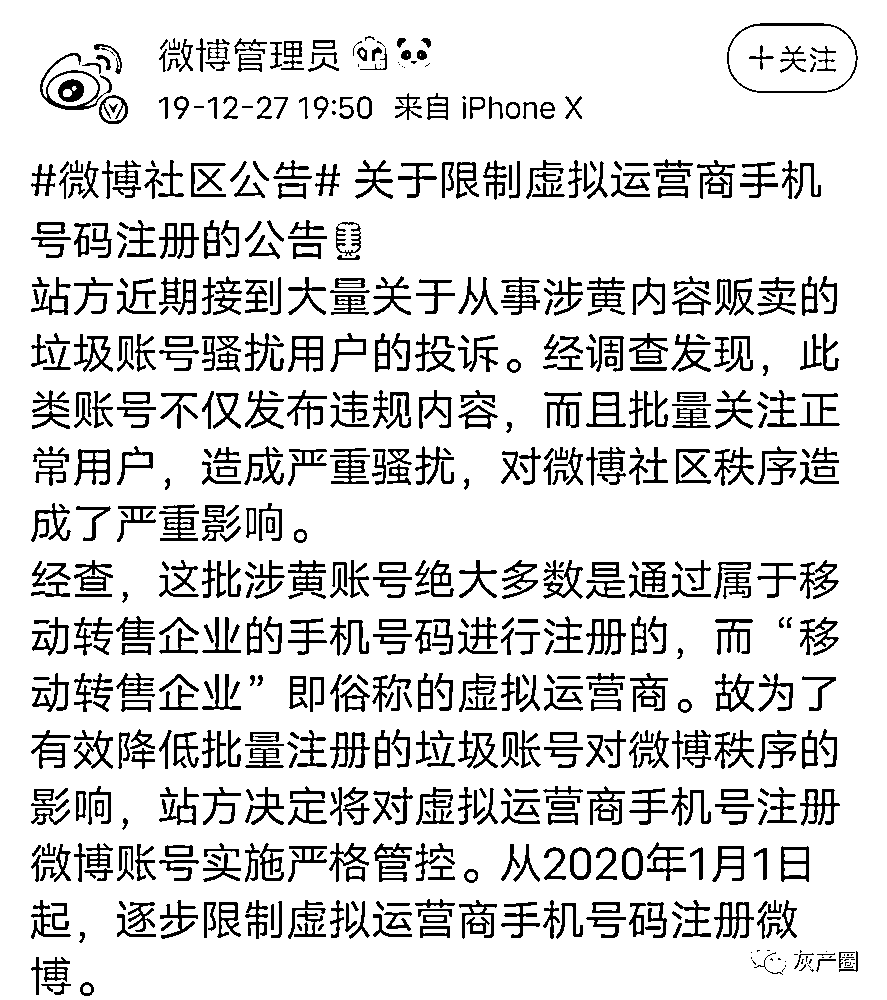 微博管理员
+关注
19-12-27 19:50 来自 iPhone X
#微博社区公告# 关于限制虚拟运营商手机
号码注册的公告
站方近期接到大量关于从事涉黄内容贩卖的
垃圾账号骚扰用户的投诉。经调查发现，此
类账号不仅发布违规内容，而且批量关注正
常用户，造成严重骚扰，对微博社区秩序造
成了严重影响。
经查，这批涉黄账号绝大多数是通过属于移
动转售企业的手机号码进行注册的，而“移
动转售企业”即俗称的虚拟运营商。故为了
有效降低批量注册的垃圾账号对微博秩序的
影响，站方决定将对虚拟运营商手机号注册
微博账号实施严格管控。从2020年1月1日
起，逐步限制虚拟运营商手机号码注册微
博。
灰产圈